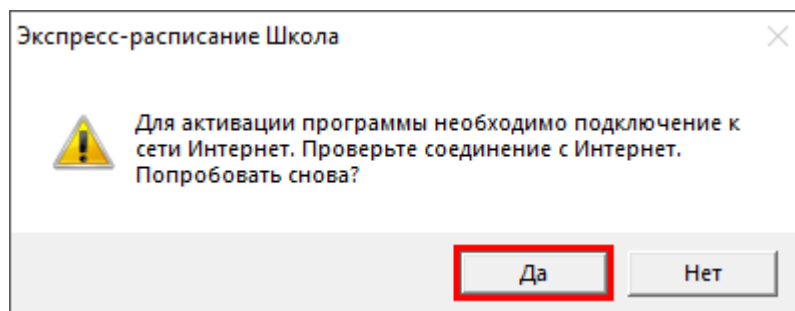 Экспресс-расписание Школа
Для активации программы необходимо подключение к
сети Интернет. Проверьте соединение с Интернет.
Попробовать снова?
Да Нет